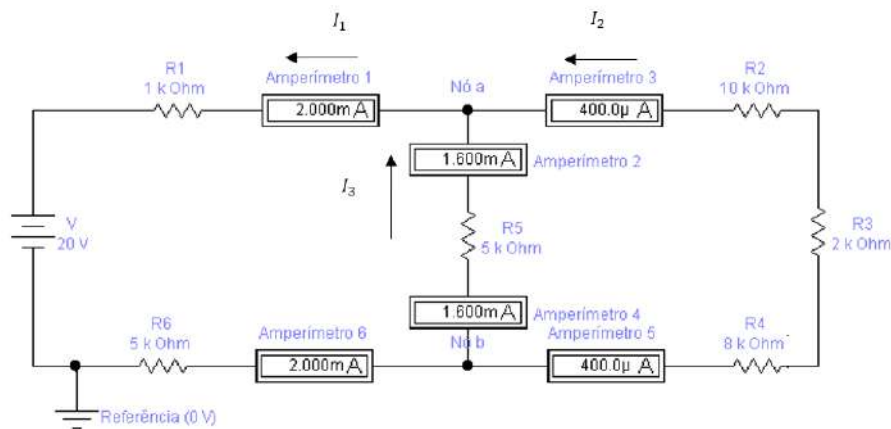 I₁
I₂
R1
1 k Ohm
Amperímetro 1
2.000mA
Nó a
Amperímetro 3
400.0µA
R2
10 k Ohm
1.600mA
Amperímetro 2
I₃
V
20 V
R5
5 k Ohm
R3
2 k Ohm
1.600mA
Amperímetro 4
R6
5 k Ohm
Amperímetro 6
2.000mA
Nó b
Amperímetro 5
400.0µA
R4
8 k Ohm
Referência (0 V)